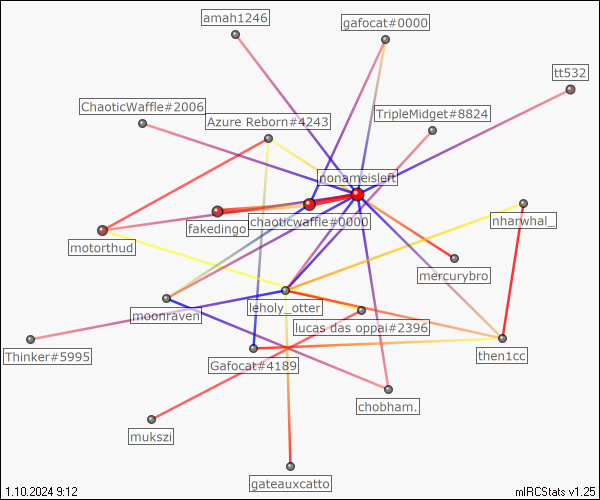 amah1246
gafocat#0000
tt532
ChaoticWaffle#2006
TripleMidget#8824
Azure Reborn#4243
nonameisleft
chaoticwaffle#0000
fakedingo
nharwhal_
motorthud
mercurybro
leholy_otter
moonraven
lucas das oppai#2396
Thinker#5995
Gafocat#4189
then1cc
chobham.
mukszi
gateauxcatto
1.10.2024 9:12
mIRCStats v1.25